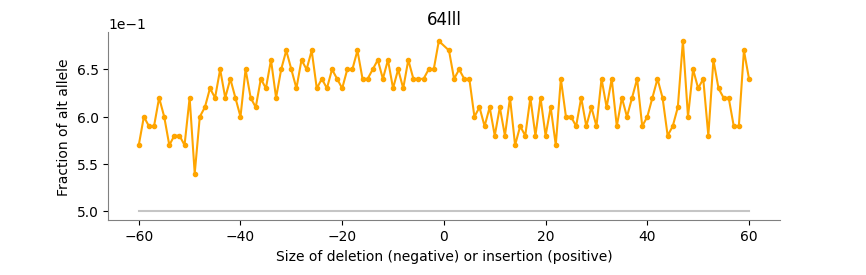 64lll
1e−1
Fraction of alt allele
6.5
6.0
5.5
5.0
−60 −40 −20 0 20 40 60
Size of deletion (negative) or insertion (positive)